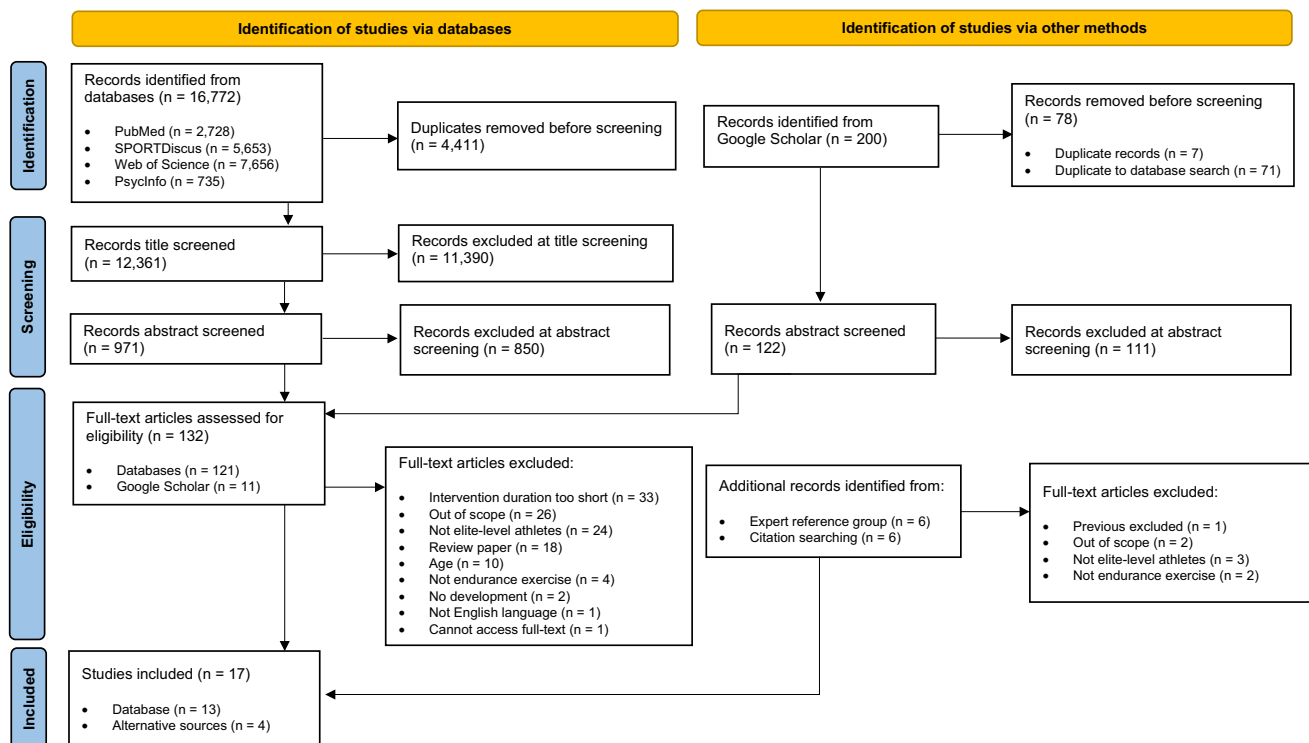 Identification of studies via databases
Identification of studies via other methods
Identification
Records identified from
databases (n = 16,772)
• PubMed (n = 2,728)
• SPORTDiscus (n = 5,653)
• Web of Science (n = 7,656)
• PsycInfo (n = 735)
Duplicates removed before screening
(n = 4,411)
Records identified from
Google Scholar (n = 200)
Records removed before screening
(n = 78)
• Duplicate records (n = 7)
• Duplicate to database search (n = 71)
Screening
Records title screened
(n = 12,361)
Records excluded at title screening
(n = 11,390)
Records abstract screened
(n = 971)
Records excluded at abstract
screening (n = 850)
Records abstract screened
(n = 122)
Records excluded at abstract
screening (n = 111)
Eligibility
Full-text articles assessed for
eligibility (n = 132)
• Databases (n = 121)
• Google Scholar (n = 11)
Full-text articles excluded:
• Intervention duration too short (n = 33)
• Out of scope (n = 26)
• Not elite-level athletes (n = 24)
• Review paper (n = 18)
• Age (n = 10)
• Not endurance exercise (n = 4)
• No development (n = 2)
• Not English language (n = 1)
• Cannot access full-text (n = 1)
Additional records identified from:
• Expert reference group (n = 6)
• Citation searching (n = 6)
Full-text articles excluded:
• Previous excluded (n = 1)
• Out of scope (n = 2)
• Not elite-level athletes (n = 3)
• Not endurance exercise (n = 2)
Included
Studies included (n = 17)
• Database (n = 13)
• Alternative sources (n = 4)